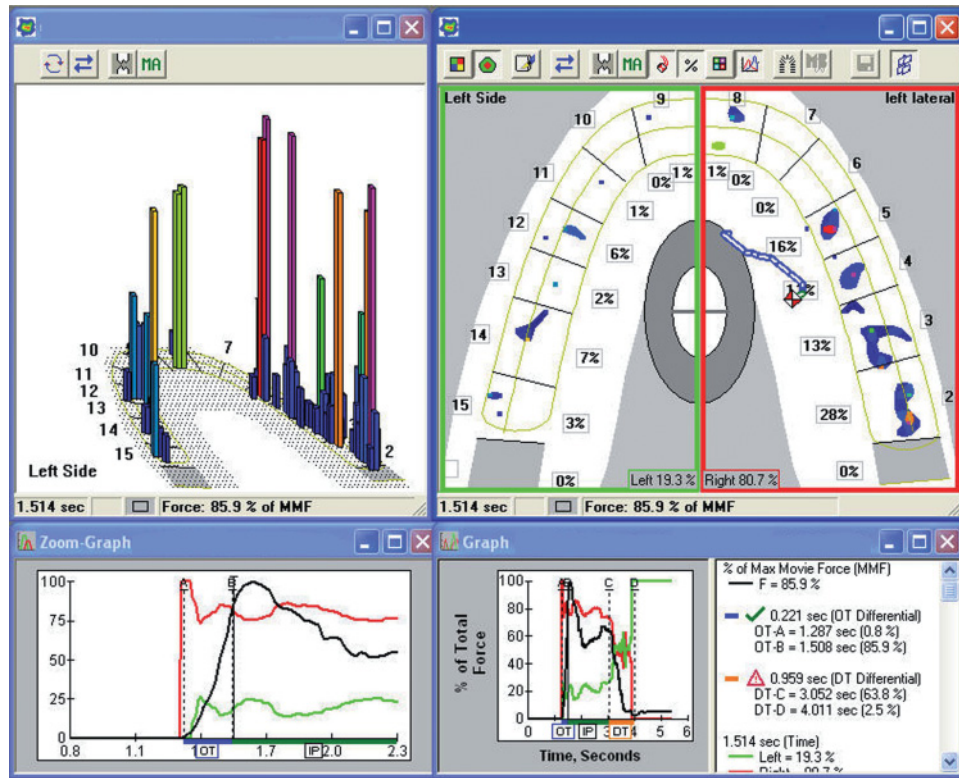 MA
10
11
12
13
14
15
7
2
Left Side
1.514 sec
Force: 85.9 % of MMF
MA
%
Left Side
left lateral
9
8
10
7
11
6
12
5
13
4
14
3
15
2
1%
1%
0%
0%
1%
0%
6%
16%
2%
7%
13%
3%
28%
0%
0%
Left 19.3 %
Right 80.7 %
1.514 sec
Force: 85.9 % of MMF
Zoom-Graph
100
75
50
25
0
A
B
0.8
1.1
OT
1.7
IP
2.0
2.3
Graph
% of Total
Force
100
80
60
40
20
0
C
D
OT
IP
DT
0
3
4
5
6
Time, Seconds
% of Max Movie Force (MMF)
F = 85.9 %
0.221 sec (OT Differential)
OT-A = 1.287 sec (0.8 %)
OT-B = 1.508 sec (85.9 %)
0.959 sec (DT Differential)
DT-C = 3.052 sec (63.8 %)
DT-D = 4.011 sec (2.5 %)
1.514 sec (Time)
Left = 19.3 %